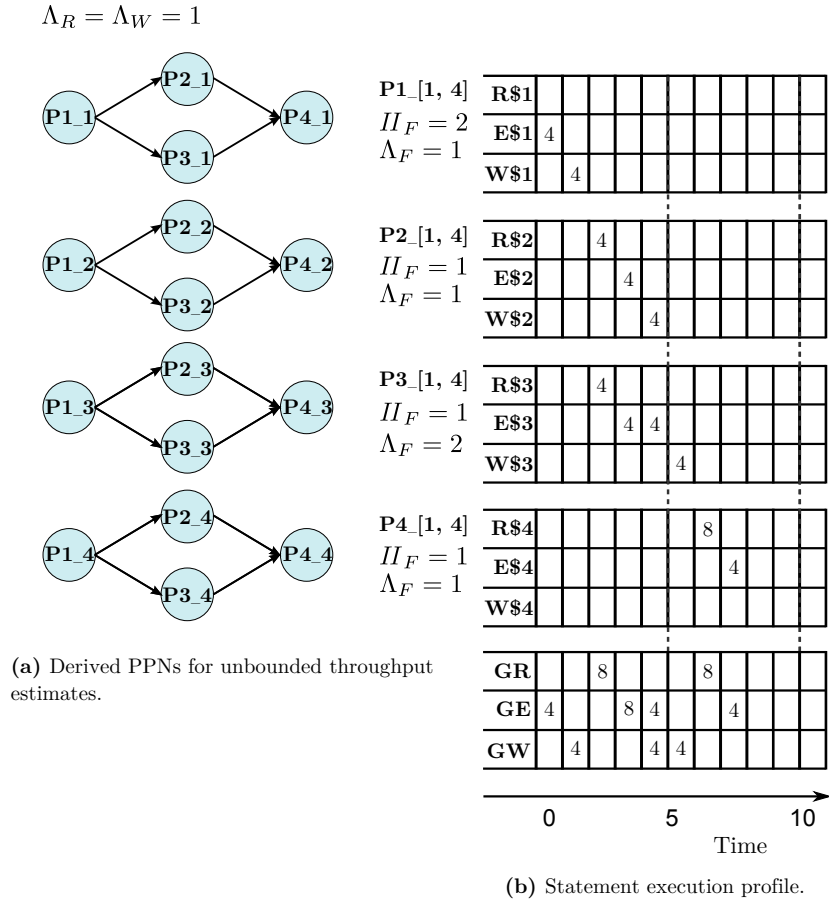 Λ_R = Λ_W = 1
P1_1
P2_1
P3_1
P4_1
P1_2
P2_2
P3_2
P4_2
P1_3
P2_3
P3_3
P4_3
P1_4
P2_4
P3_4
P4_4
(a) Derived PPNs for unbounded throughput
estimates.
P1_[1, 4]
II_F = 2
Λ_F = 1
R$1
E$1 4
W$1 4
P2_[1, 4]
II_F = 1
Λ_F = 1
R$2 4
E$2 4
W$2 4
P3_[1, 4]
II_F = 1
Λ_F = 2
R$3 4
E$3 4 4
W$3 4
P4_[1, 4]
II_F = 1
Λ_F = 1
R$4 8
E$4 4
W$4
GR 8 8
GE 4 8 4 4
GW 4 4 4
0 5 10
Time
(b) Statement execution profile.